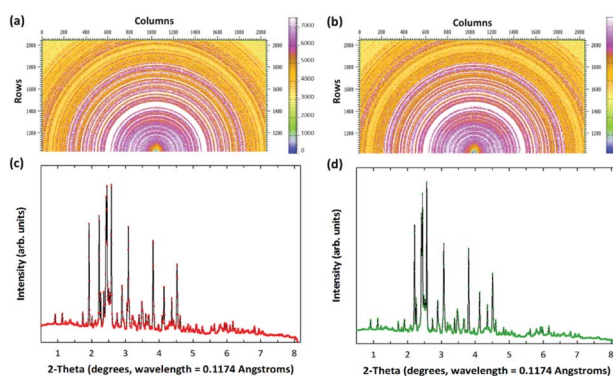 (a) Columns
0 200 400 600 800 1000 1200 1400 1600 1800 2000
Rows
2000
1800
1600
1400
1200
7000
6000
5000
4000
3000
2000
1000
0
(b) Columns
0 200 400 600 800 1000 1200 1400 1600 1800 2000
Rows
2000
1800
1600
1400
1200
(c)
Intensity (arb. units)
1 2 3 4 5 6 7 8
2-Theta (degrees, wavelength = 0.1174 Angstroms)
(d)
Intensity (arb. units)
1 2 3 4 5 6 7 8
2-Theta (degrees, wavelength = 0.1174 Angstroms)